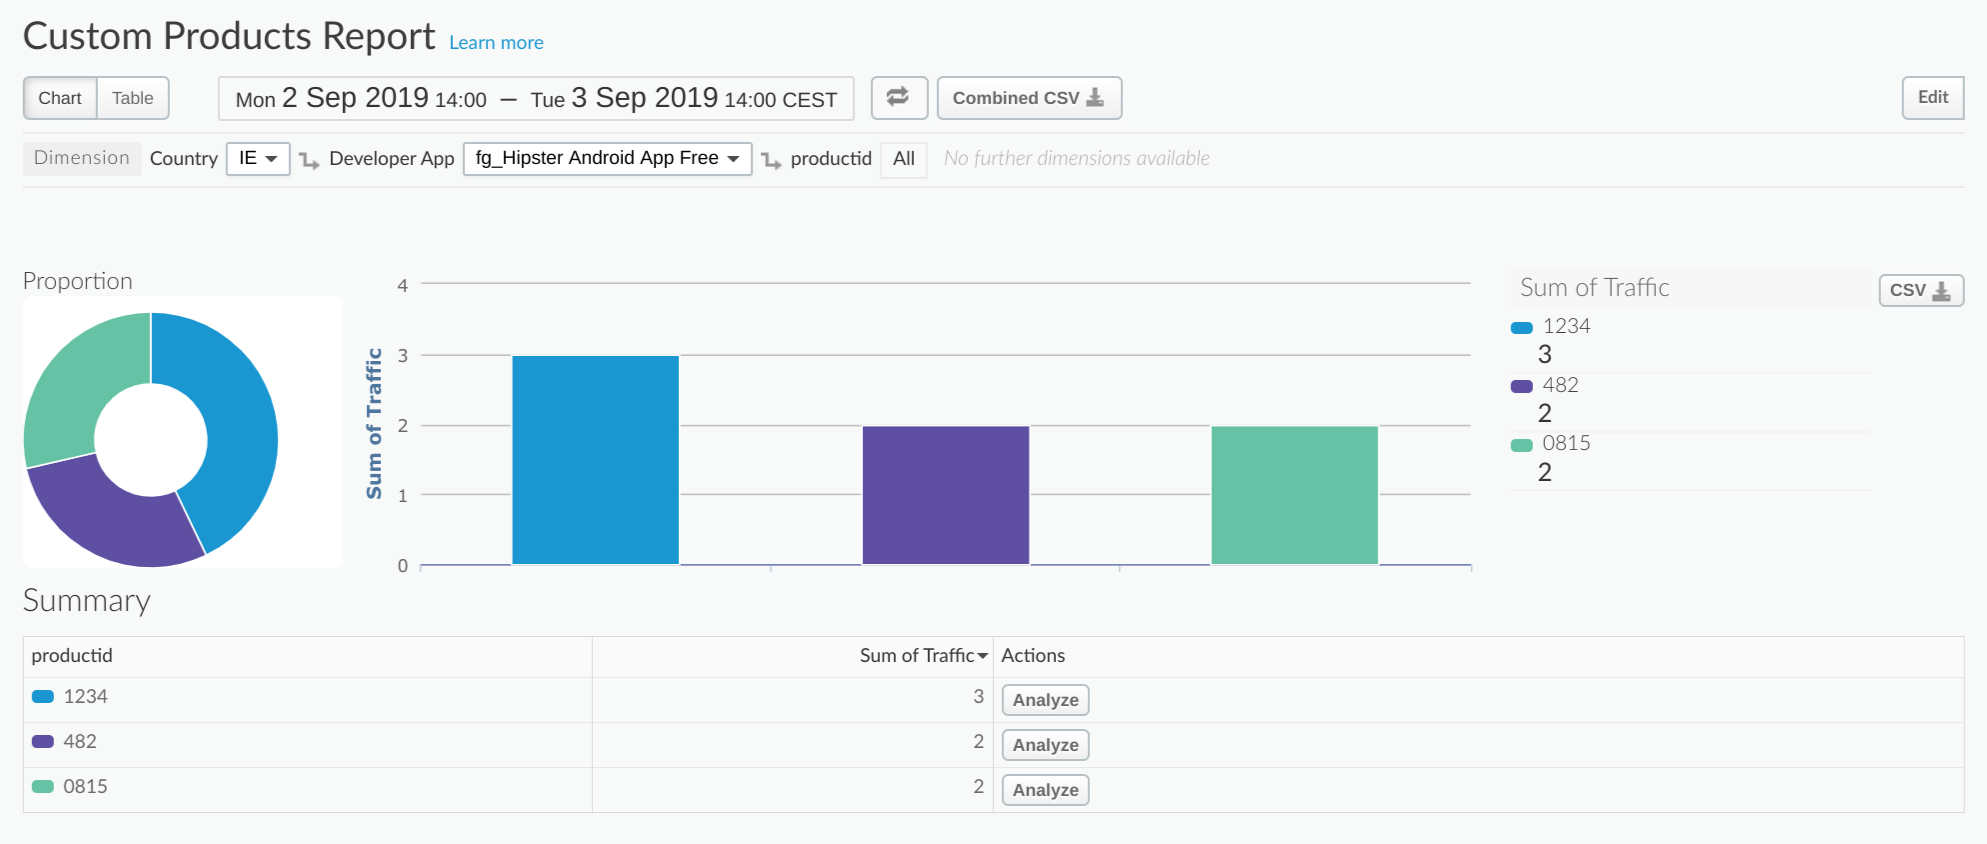 Custom Products Report Learn more
Chart Table Mon 2 Sep 2019 14:00 – Tue 3 Sep 2019 14:00 CEST Combined CSV Edit
Dimension Country IE Developer App fg_Hipster Android App Free productid All No further dimensions available
Proportion
Sum of Traffic
4
3
2
1
0
Sum of Traffic CSV
1234
3
482
2
0815
2
Summary
productid Sum of Traffic Actions
1234 3 Analyze
482 2 Analyze
0815 2 Analyze